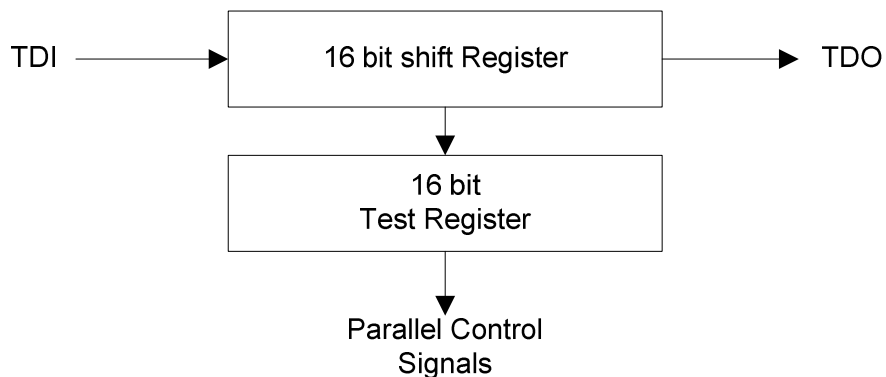 TDI
16 bit shift Register
TDO
16 bit
Test Register
Parallel Control
Signals